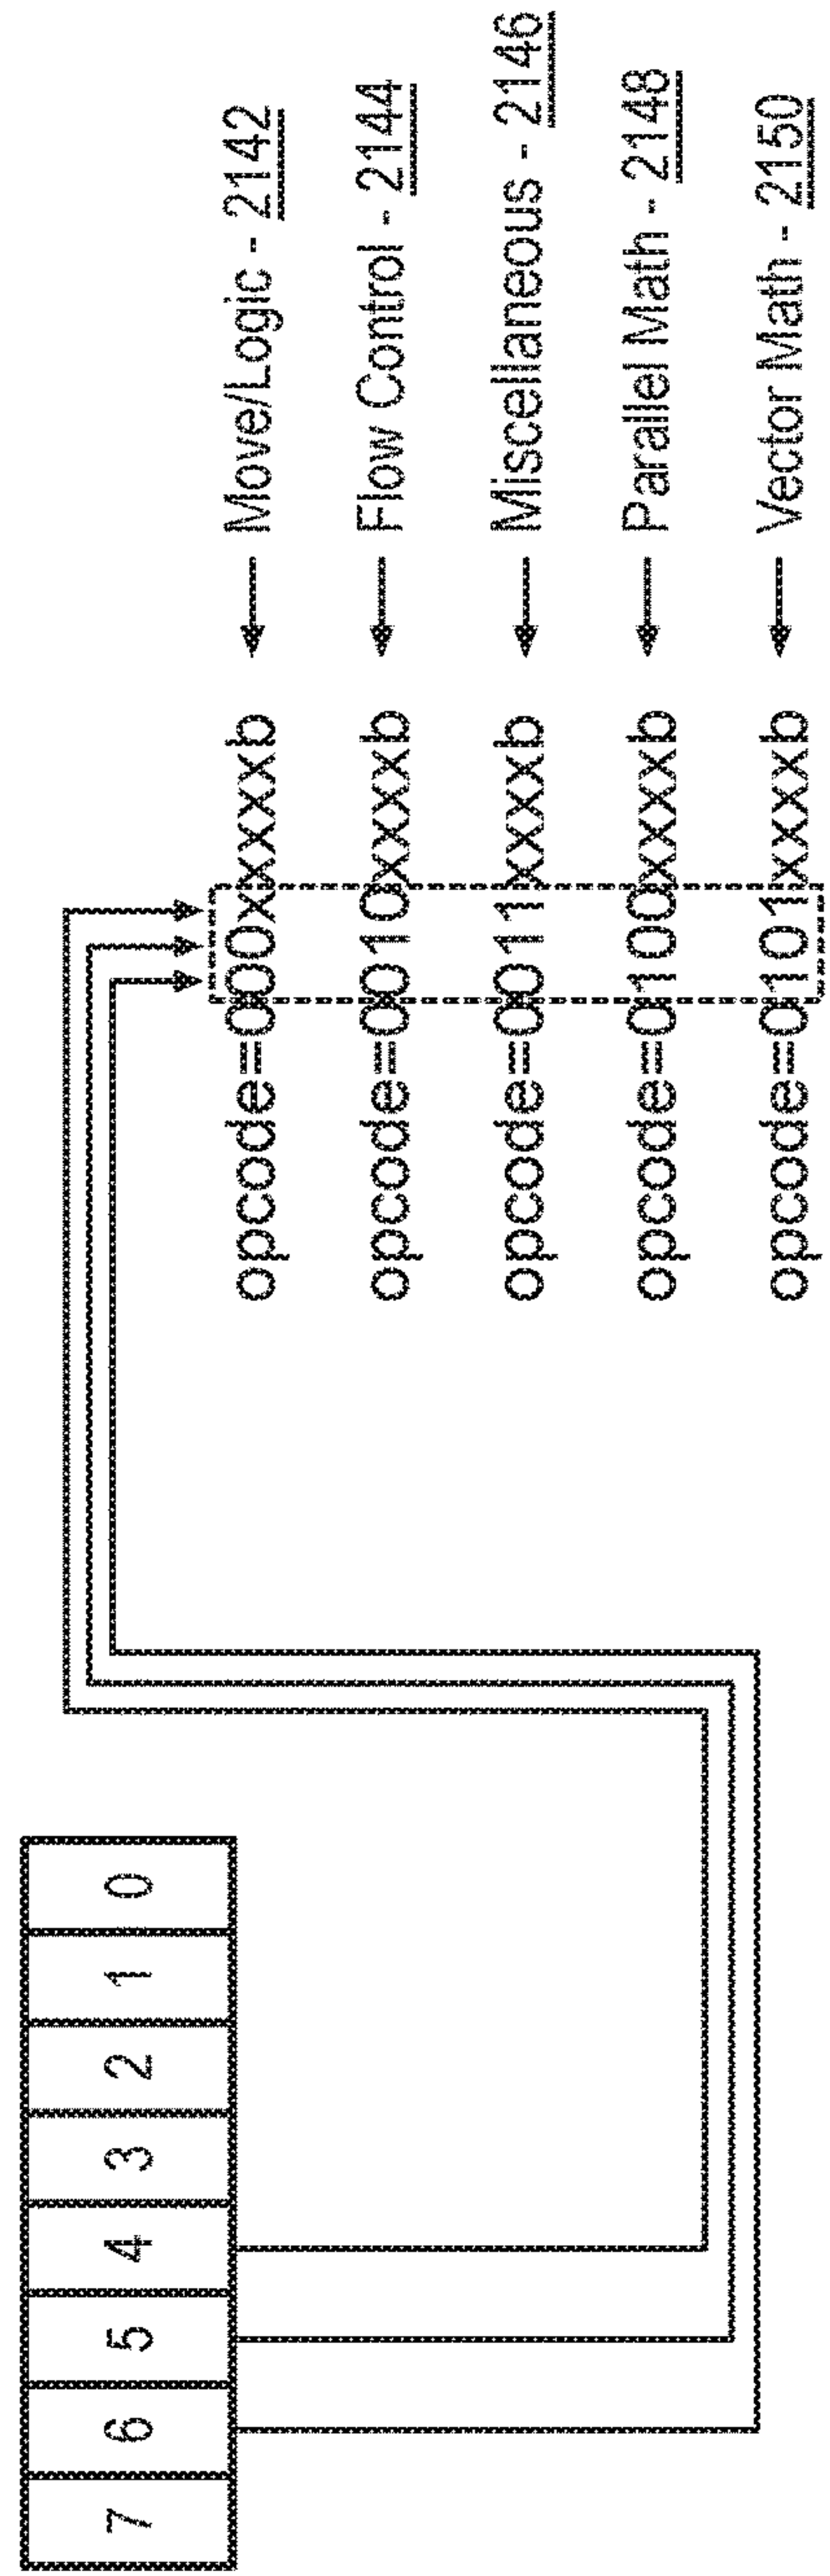 7 6 5 4 3 2 1 0
opcode=000xxxxxb ← Move/Logic - 2142
opcode=0010xxxxb ← Flow Control - 2144
opcode=0011xxxxb ← Miscellaneous - 2146
opcode=0100xxxxb ← Parallel Math - 2148
opcode=0101xxxxb ← Vector Math - 2150